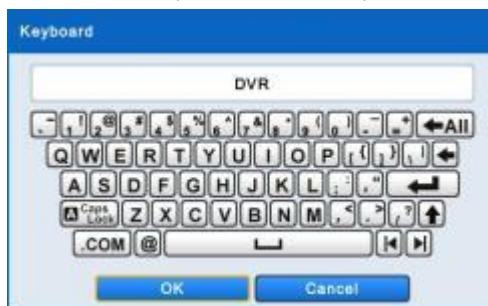 Keyboard
DVR
` ~ 1 ! 2 @ 3 # 4 $ 5 % 6 ^ 7 & 8 * 9 ( 0 ) - _ = + ←All
Q W E R T Y U I O P [ { ] } \ | ←
A S D F G H J K L ; : ' "
A Caps Lock Z X C V B N M , < . > / ? ↑
.COM @
OK Cancel